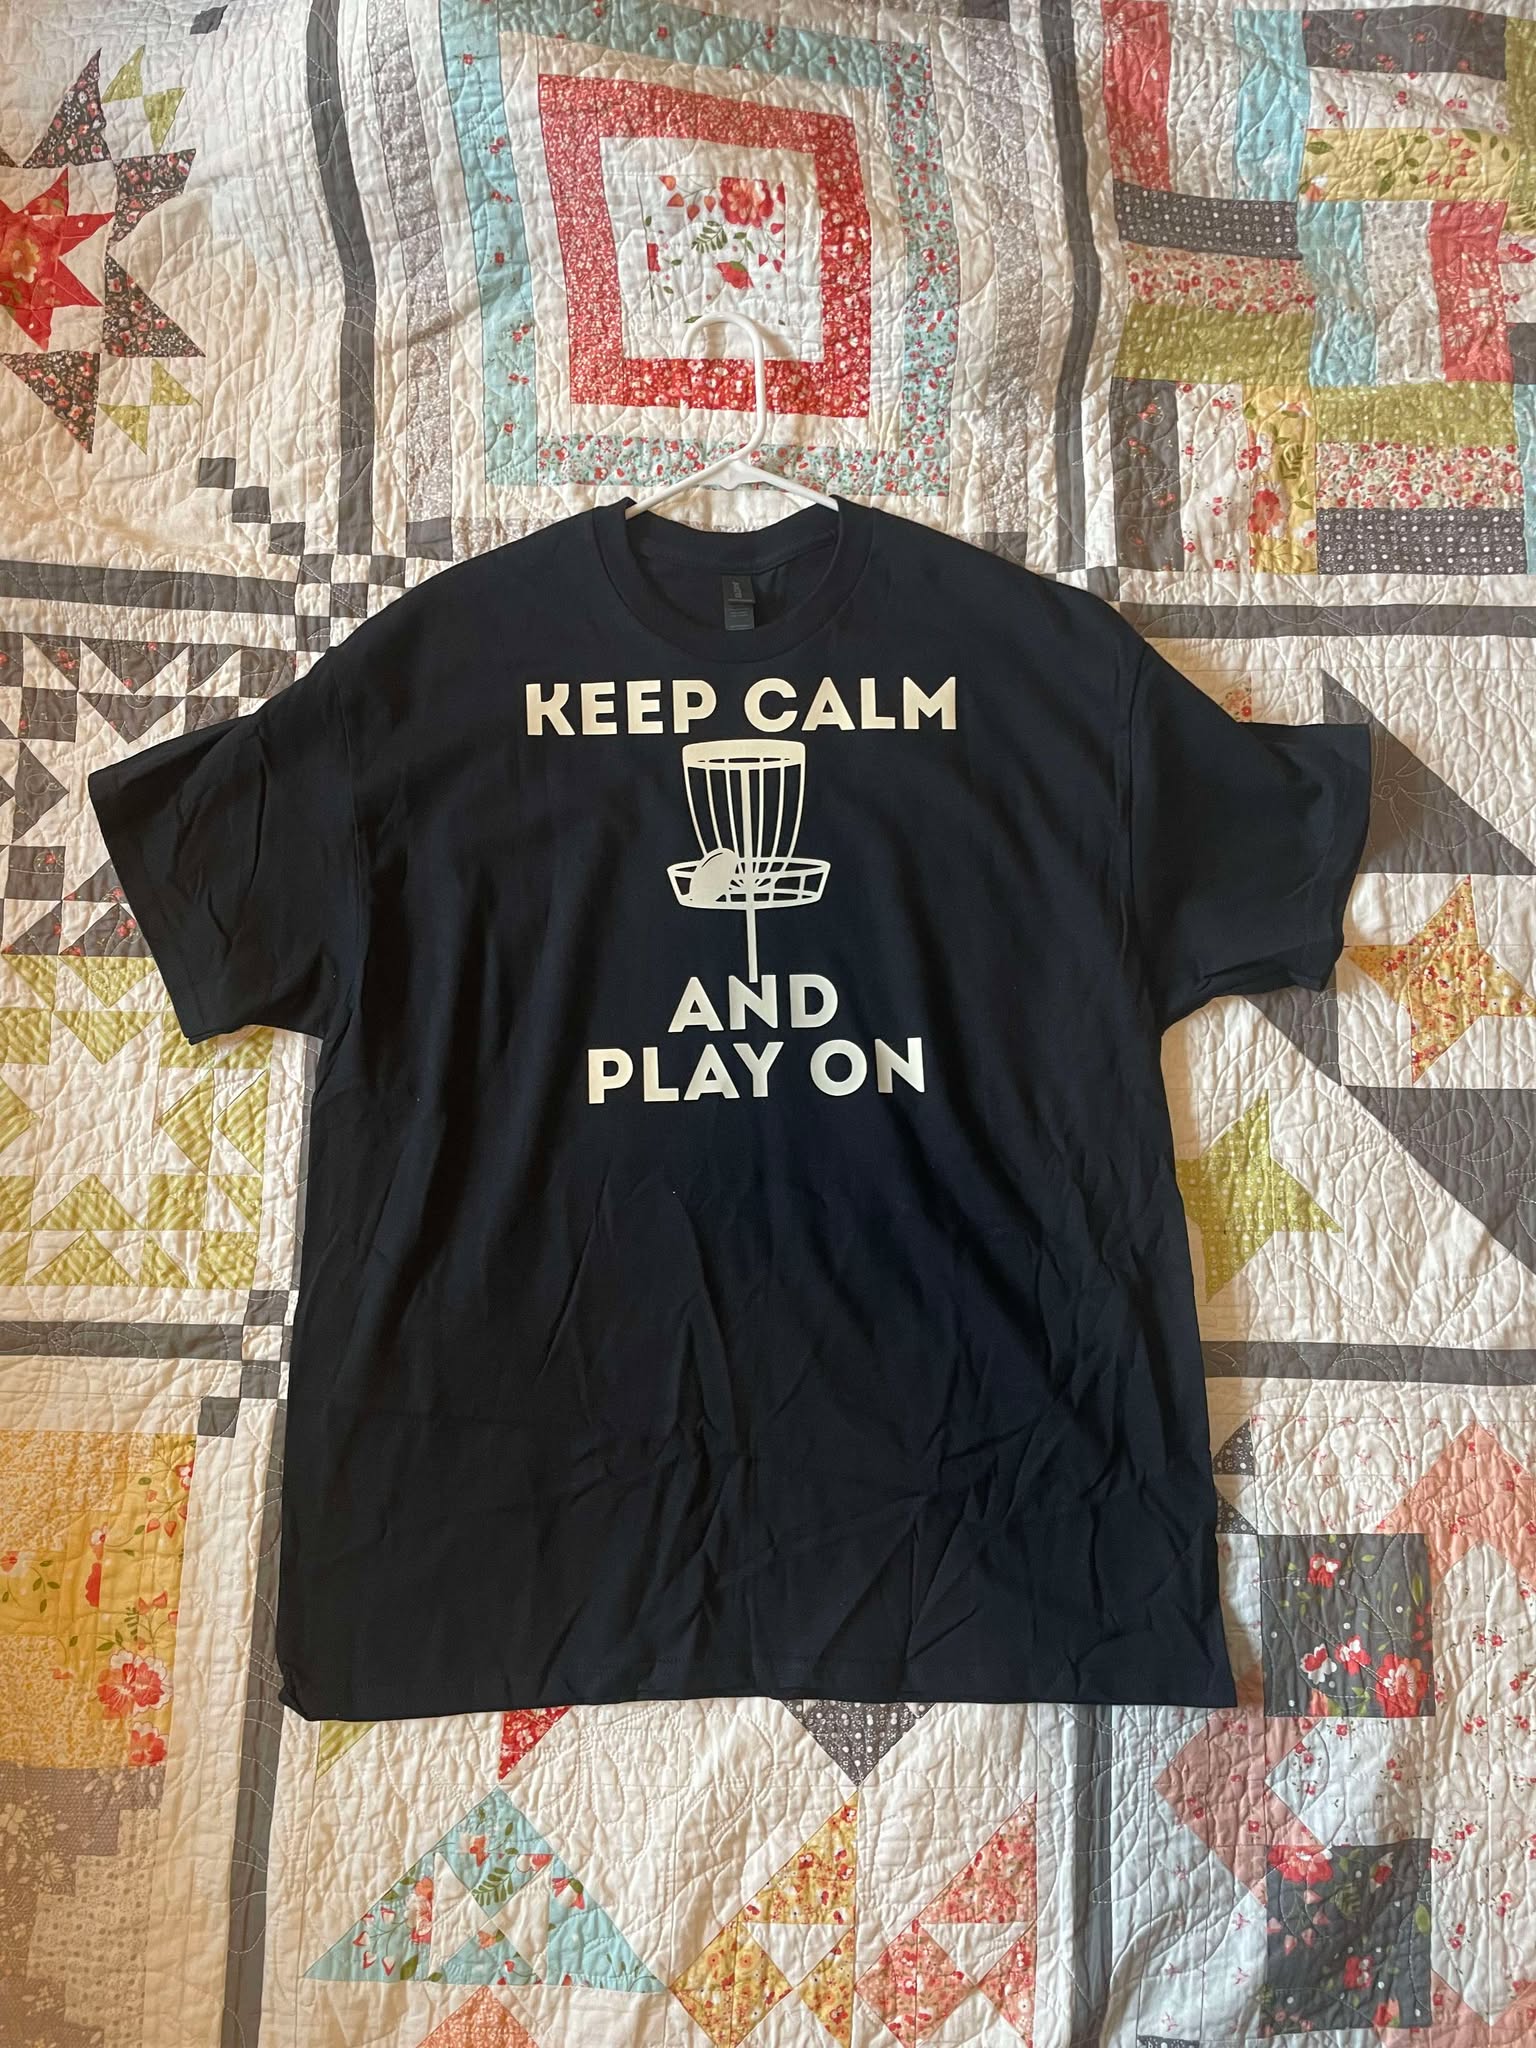 KEEP CALM
AND
PLAY ON